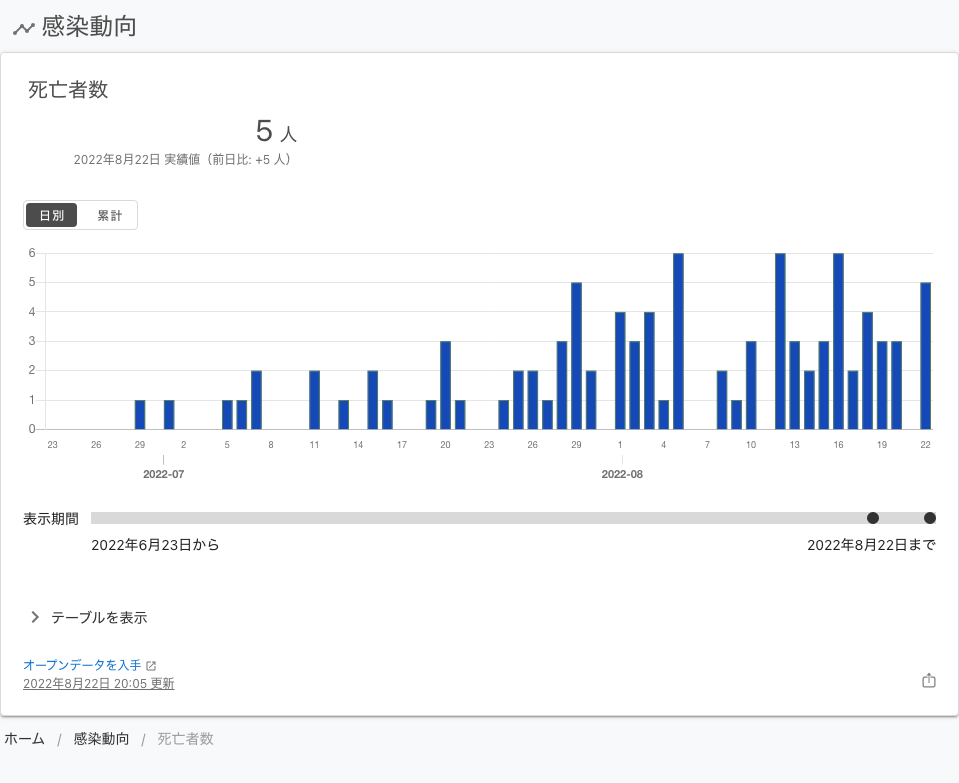 感染動向
死亡者数
5 人
2022年8月22日 実績値（前日比: +5 人）
日別 累計
6
5
4
3
2
1
0
23 26 29 2 5 8 11 14 17 20 23 26 29 1 4 7 10 13 16 19 22
2022-07 2022-08
表示期間
2022年6月23日から 2022年8月22日まで
テーブルを表示
オープンデータを入手
2022年8月22日 20:05 更新
ホーム / 感染動向 / 死亡者数